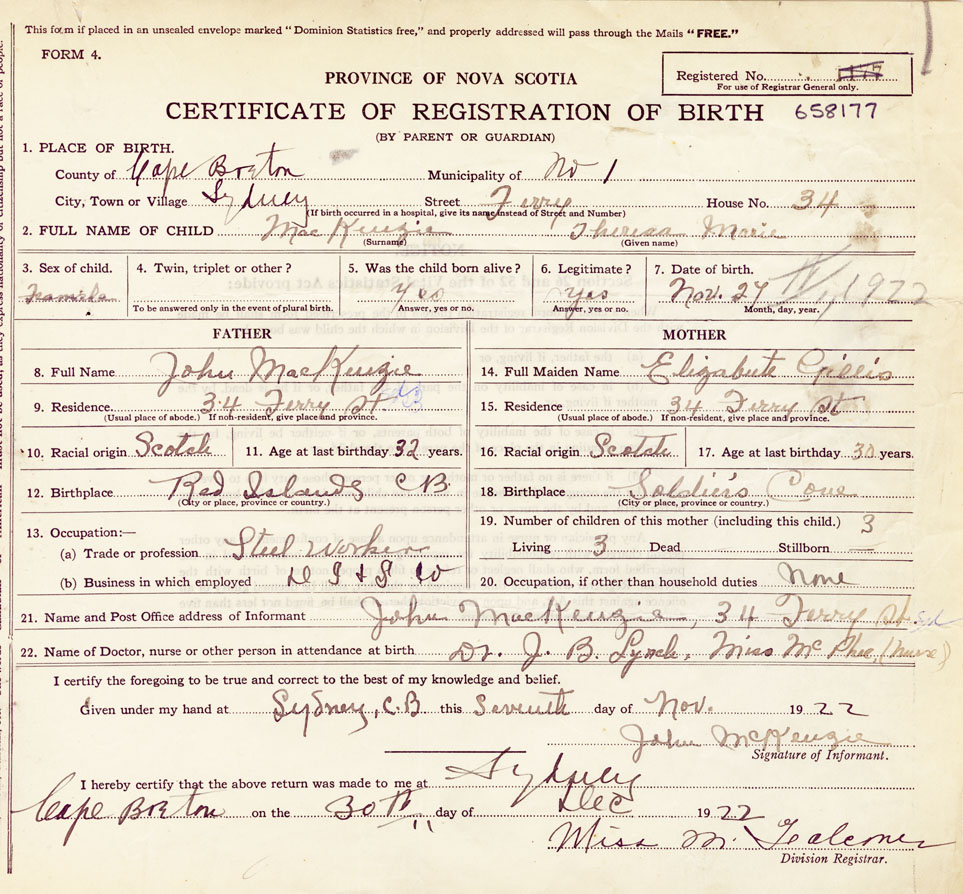 This form if placed in an unsealed envelope marked "Dominion Statistics free," and properly addressed will pass through the Mails "FREE."
FORM 4.
PROVINCE OF NOVA SCOTIA
Registered No.
For use of Registrar General only.
CERTIFICATE OF REGISTRATION OF BIRTH 658177
(BY PARENT OR GUARDIAN)
1. PLACE OF BIRTH.
County of Cape Breton Municipality of No 1
City, Town or Village Sydney Street Ferry House No. 34
(If birth occurred in a hospital, give its name instead of Street and Number)
2. FULL NAME OF CHILD MacKenzie Theresa Marie
(Surname) (Given name)
3. Sex of child. 4. Twin, triplet or other? 5. Was the child born alive? 6. Legitimate? 7. Date of birth.
Yes Yes Nov. 27 1922
To be answered only in the event of plural birth. Answer, yes or no. Answer, yes or no. Month, day, year.
FATHER MOTHER
8. Full Name John MacKenzie 14. Full Maiden Name Elizabute Gillis
9. Residence 34 Ferry St 15. Residence 34 Ferry St
(Usual place of abode.) If non-resident, give place and province. (Usual place of abode.) If non-resident, give place and province.
10. Racial origin Scotch 11. Age at last birthday 32 years. 16. Racial origin Scotch 17. Age at last birthday 30 years.
12. Birthplace Red Islands C B. 18. Birthplace Soldiers Cove
(City or place, province or country.) (City or place, province or country.)
13. Occupation:— 19. Number of children of this mother (including this child.) 3
(a) Trade or profession Steel Worker Living 3 Dead Stillborn —
(b) Business in which employed D I & S Co 20. Occupation, if other than household duties None
21. Name and Post Office address of Informant John MacKenzie, 34 Ferry St. Syd
22. Name of Doctor, nurse or other person in attendance at birth Dr. J. B. Lynch, Miss McPhee, (Nurse)
I certify the foregoing to be true and correct to the best of my knowledge and belief.
Given under my hand at Sydney, C.B. this Seventh day of Nov. 1922
John McKenzie
Signature of Informant.
I hereby certify that the above return was made to me at Sydney
Cape Breton on the 30th day of Dec 1922
Miss M. Falconer
Division Registrar.